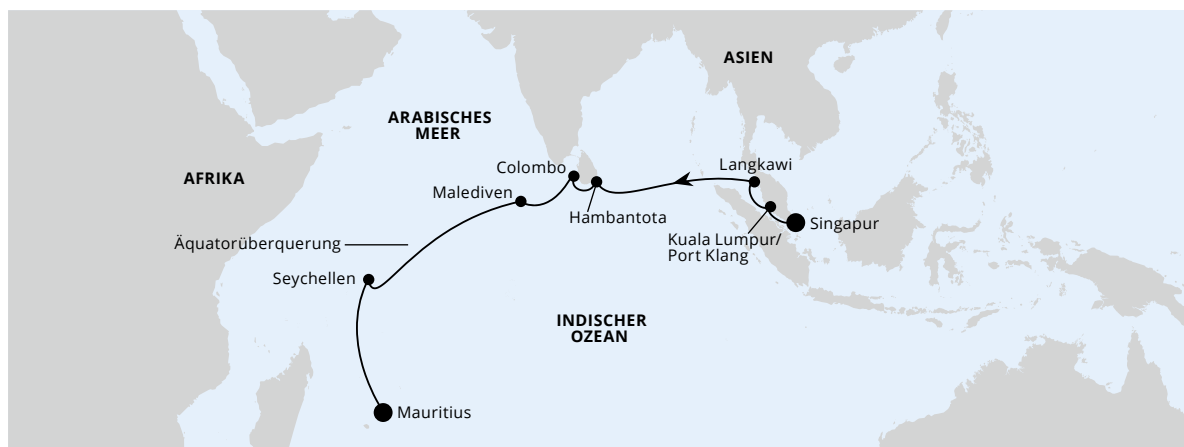 ASIEN
ARABISCHES
MEER
AFRIKA
Colombo
Langkawi
Malediven
Hambantota
Singapur
Kuala Lumpur/
Port Klang
Äquatorüberquerung
Seychellen
INDISCHER
OZEAN
Mauritius